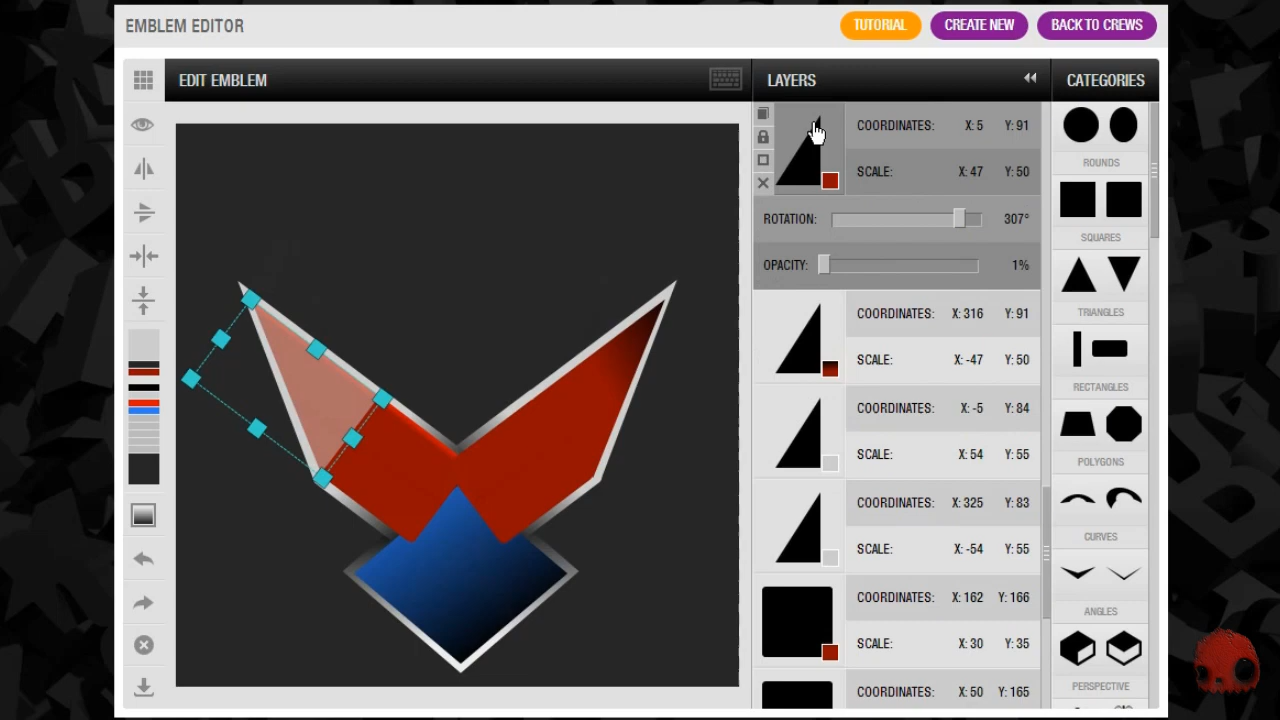 EMBLEM EDITOR
TUTORIAL
CREATE NEW
BACK TO CREWS
EDIT EMBLEM
LAYERS
CATEGORIES
COORDINATES: X: 5 Y: 91
SCALE: X: 47 Y: 50
ROTATION: 307°
OPACITY: 1%
COORDINATES: X: 316 Y: 91
SCALE: X: -47 Y: 50
COORDINATES: X: -5 Y: 84
SCALE: X: 54 Y: 55
COORDINATES: X: 325 Y: 83
SCALE: X: -54 Y: 55
COORDINATES: X: 162 Y: 166
SCALE: X: 30 Y: 35
COORDINATES: X: 50 Y: 165
ROUNDS
SQUARES
TRIANGLES
RECTANGLES
POLYGONS
CURVES
ANGLES
PERSPECTIVE